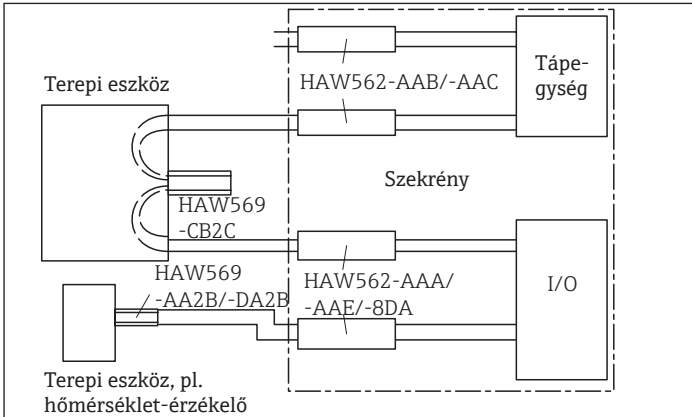 Terepi eszköz
HAW562-AAB/-AAC
Tápe-
gység
Szekrény
HAW569
-CB2C
HAW569
-AA2B/-DA2B
HAW562-AAA/
-AAE/-8DA
I/O
Terepi eszköz, pl.
hőmérséklet-érzékelő